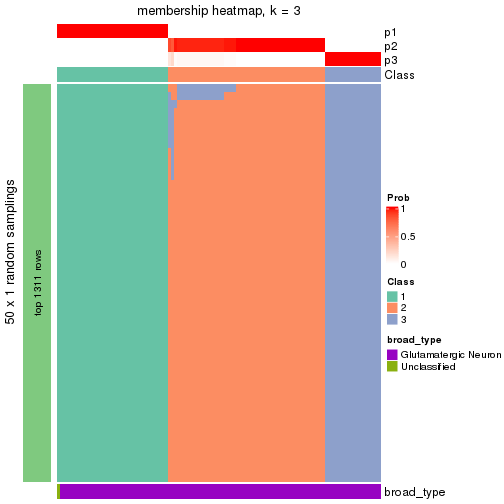 membership heatmap, k = 3
p1
p2
p3
Class
50 x 1 random samplings
top 1311 rows
Prob
1
0.5
0
Class
1
2
3
broad_type
Glutamatergic Neuron
Unclassified
broad_type